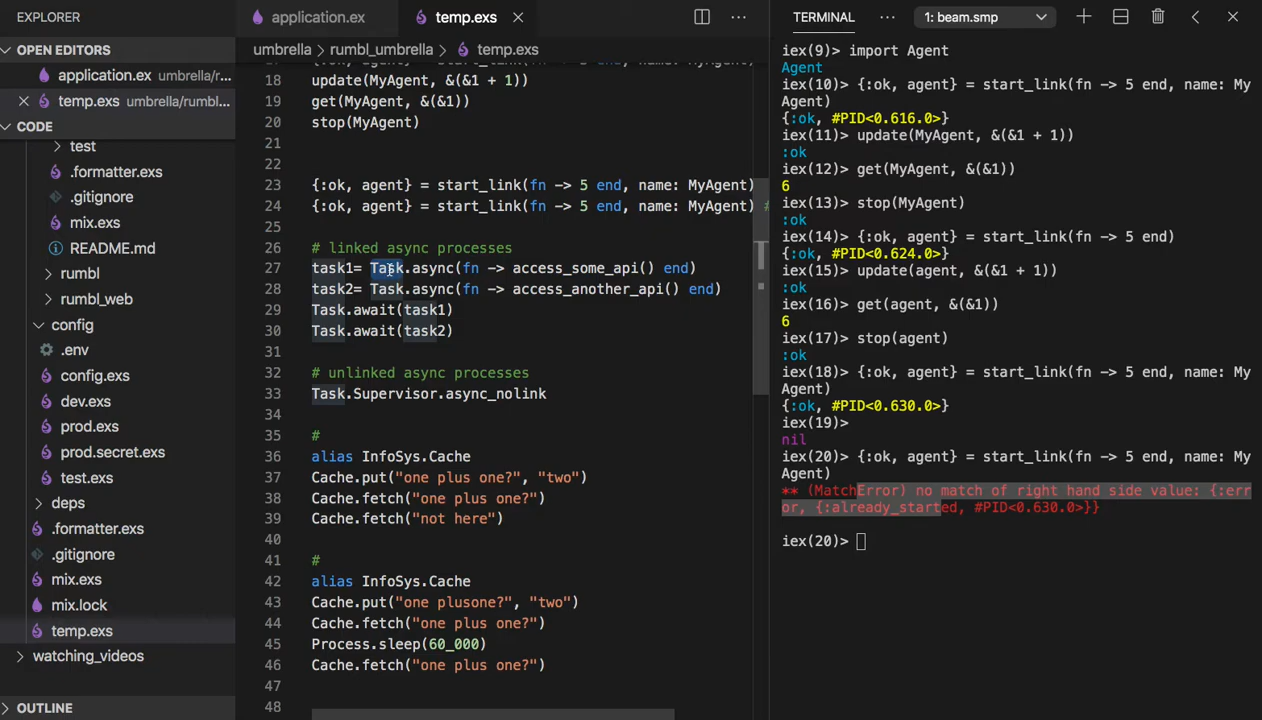 EXPLORER
OPEN EDITORS
application.ex umbrella/r...
temp.exs umbrella/rumbl...
CODE
test
.formatter.exs
.gitignore
mix.exs
README.md
rumbl
rumbl_web
config
.env
config.exs
dev.exs
prod.exs
prod.secret.exs
test.exs
deps
.formatter.exs
.gitignore
mix.exs
mix.lock
temp.exs
watching_videos
OUTLINE
application.ex
temp.exs
umbrella rumbl_umbrella temp.exs
18 update(MyAgent, &(&1 + 1))
19 get(MyAgent, &(&1))
20 stop(MyAgent)
21
22
23 {:ok, agent} = start_link(fn -> 5 end, name: MyAgent)
24 {:ok, agent} = start_link(fn -> 5 end, name: MyAgent) #
25
26 # linked async processes
27 task1= Task.async(fn -> access_some_api() end)
28 task2= Task.async(fn -> access_another_api() end)
29 Task.await(task1)
30 Task.await(task2)
31
32 # unlinked async processes
33 Task.Supervisor.async_nolink
34
35 #
36 alias InfoSys.Cache
37 Cache.put("one plus one?", "two")
38 Cache.fetch("one plus one?")
39 Cache.fetch("not here")
40
41 #
42 alias InfoSys.Cache
43 Cache.put("one plusone?", "two")
44 Cache.fetch("one plus one?")
45 Process.sleep(60_000)
46 Cache.fetch("one plus one?")
47
48
TERMINAL
1: beam.smp
iex(9)> import Agent
Agent
iex(10)> {:ok, agent} = start_link(fn -> 5 end, name: My
Agent)
{:ok, #PID<0.616.0>}
iex(11)> update(MyAgent, &(&1 + 1))
:ok
iex(12)> get(MyAgent, &(&1))
6
iex(13)> stop(MyAgent)
:ok
iex(14)> {:ok, agent} = start_link(fn -> 5 end)
{:ok, #PID<0.624.0>}
iex(15)> update(agent, &(&1 + 1))
:ok
iex(16)> get(agent, &(&1))
6
iex(17)> stop(agent)
:ok
iex(18)> {:ok, agent} = start_link(fn -> 5 end, name: My
Agent)
{:ok, #PID<0.630.0>}
iex(19)>
nil
iex(20)> {:ok, agent} = start_link(fn -> 5 end, name: My
Agent)
** (MatchError) no match of right hand side value: {:err
or, {:already_started, #PID<0.630.0>}}
iex(20)>